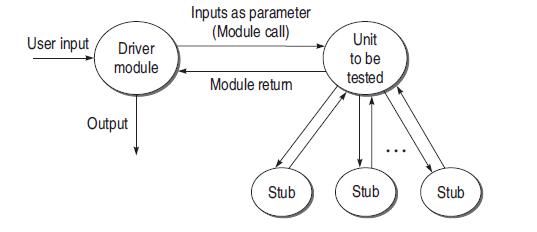 Inputs as parameter
(Module call)
User input
Driver
module
Unit
to be
tested
Module return
Output
...
Stub
Stub
Stub